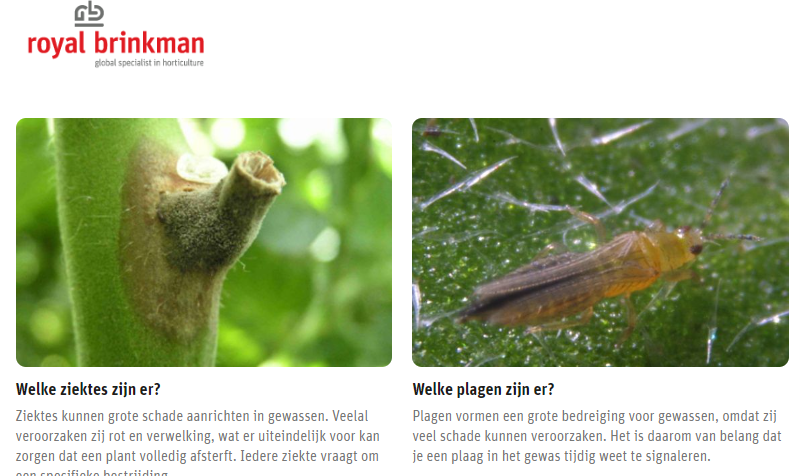 royal brinkman
global specialist in horticulture
Welke ziektes zijn er?
Ziektes kunnen grote schade aanrichten in gewassen. Veelal
veroorzaken zij rot en verwelking, wat er uiteindelijk voor kan
zorgen dat een plant volledig afsterft. Iedere ziekte vraagt om
een specifieke bestrijding.
Welke plagen zijn er?
Plagen vormen een grote bedreiging voor gewassen, omdat zij
veel schade kunnen veroorzaken. Het is daarom van belang dat
je een plaag in het gewas tijdig weet te signaleren.